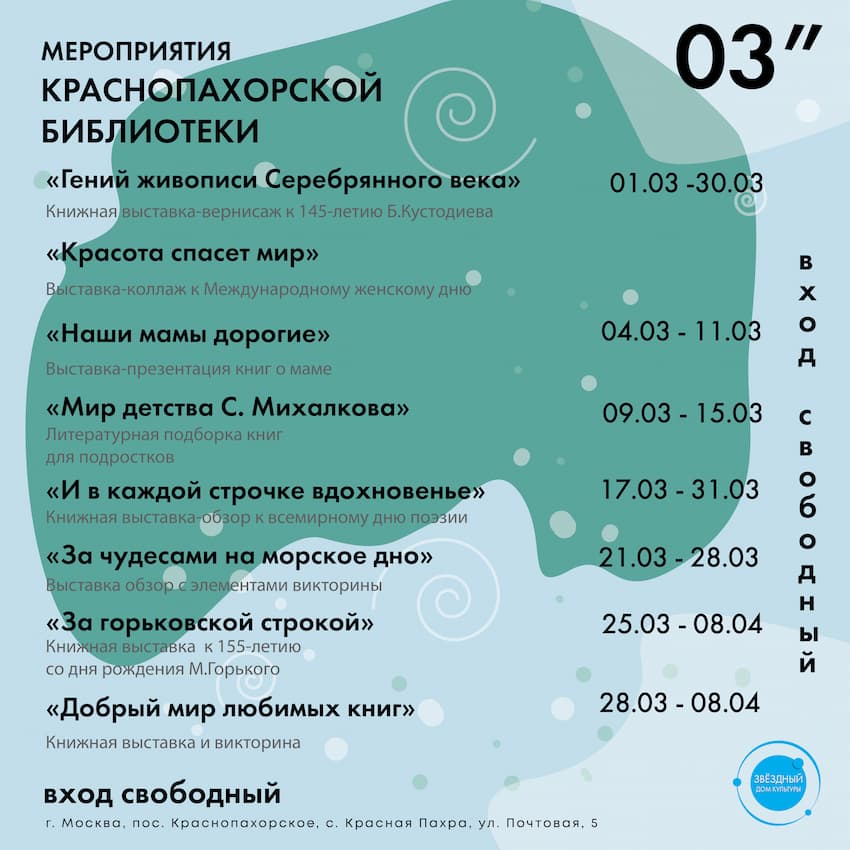 МЕРОПРИЯТИЯ
КРАСНОПАХОРСКОЙ
БИБЛИОТЕКИ
03”
«Гений живописи Серебрянного века»
01.03 -30.03
Книжная выставка-вернисаж к 145-летию Б.Кустодиева
«Красота спасет мир»
Выставка-коллаж к Международному женскому дню
«Наши мамы дорогие»
04.03 - 11.03
Выставка-презентация книг о маме
«Мир детства С. Михалкова»
09.03 - 15.03
Литературная подборка книг
для подростков
«И в каждой строчке вдохновенье»
17.03 - 31.03
Книжная выставка-обзор к всемирному дню поэзии
«За чудесами на морское дно»
21.03 - 28.03
Выставка обзор с элементами викторины
«За горьковской строкой»
25.03 - 08.04
Книжная выставка к 155-летию
со дня рождения М.Горького
«Добрый мир любимых книг»
28.03 - 08.04
Книжная выставка и викторина
вход свободный
г. Москва, пос. Краснопахорское, с. Красная Пахра, ул. Почтовая, 5
вход свободный
ЗВЁЗДНЫЙ
ДОМ КУЛЬТУРЫ